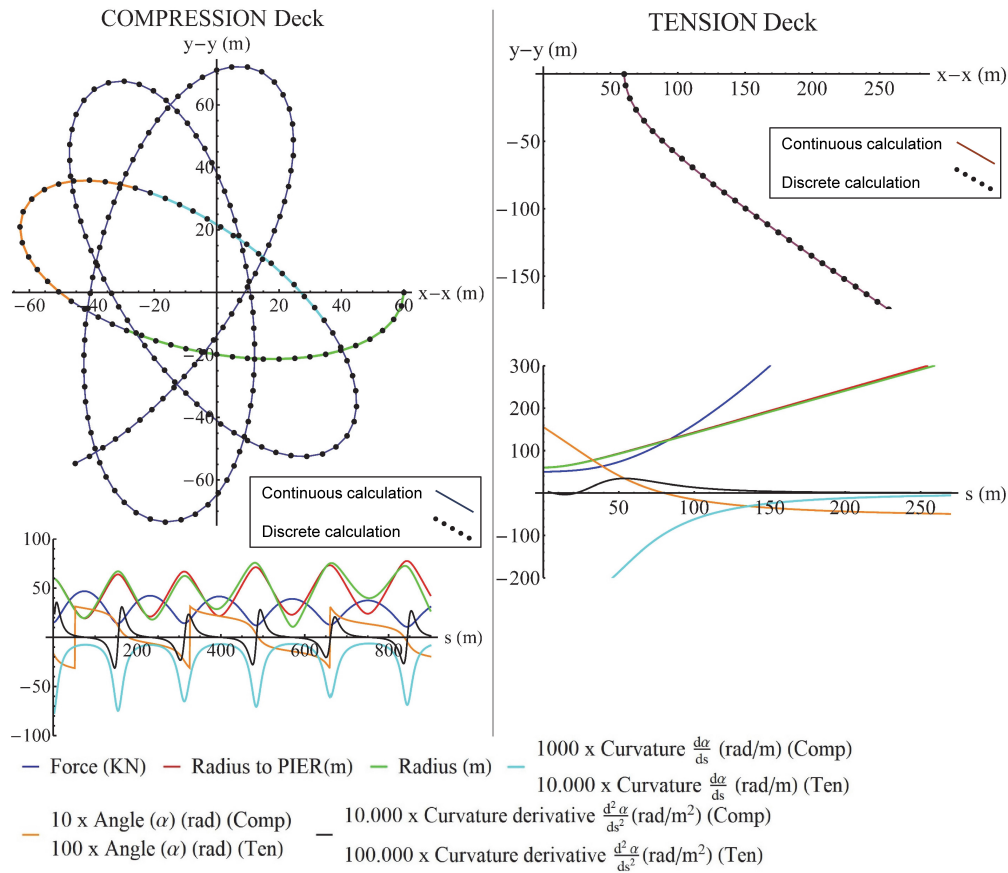 COMPRESSION Deck
y−y (m)
60
40
20
−60 −40 −20 20 40 60 x−x (m)
−20
−40
−60
Continuous calculation
Discrete calculation
100
50
200 400 600 800 s (m)
−50
−100
TENSION Deck
y−y (m)
50 100 150 200 250 x−x (m)
−50
−100
−150
Continuous calculation
Discrete calculation
300
200
100
50 100 150 200 250 s (m)
−100
−200
Force (KN)
Radius to PIER(m)
Radius (m)
1000 x Curvature dα/ds (rad/m) (Comp)
10.000 x Curvature dα/ds (rad/m) (Ten)
10 x Angle (α) (rad) (Comp)
100 x Angle (α) (rad) (Ten)
10.000 x Curvature derivative d² α/ds² (rad/m²) (Comp)
100.000 x Curvature derivative d² α/ds² (rad/m²) (Ten)